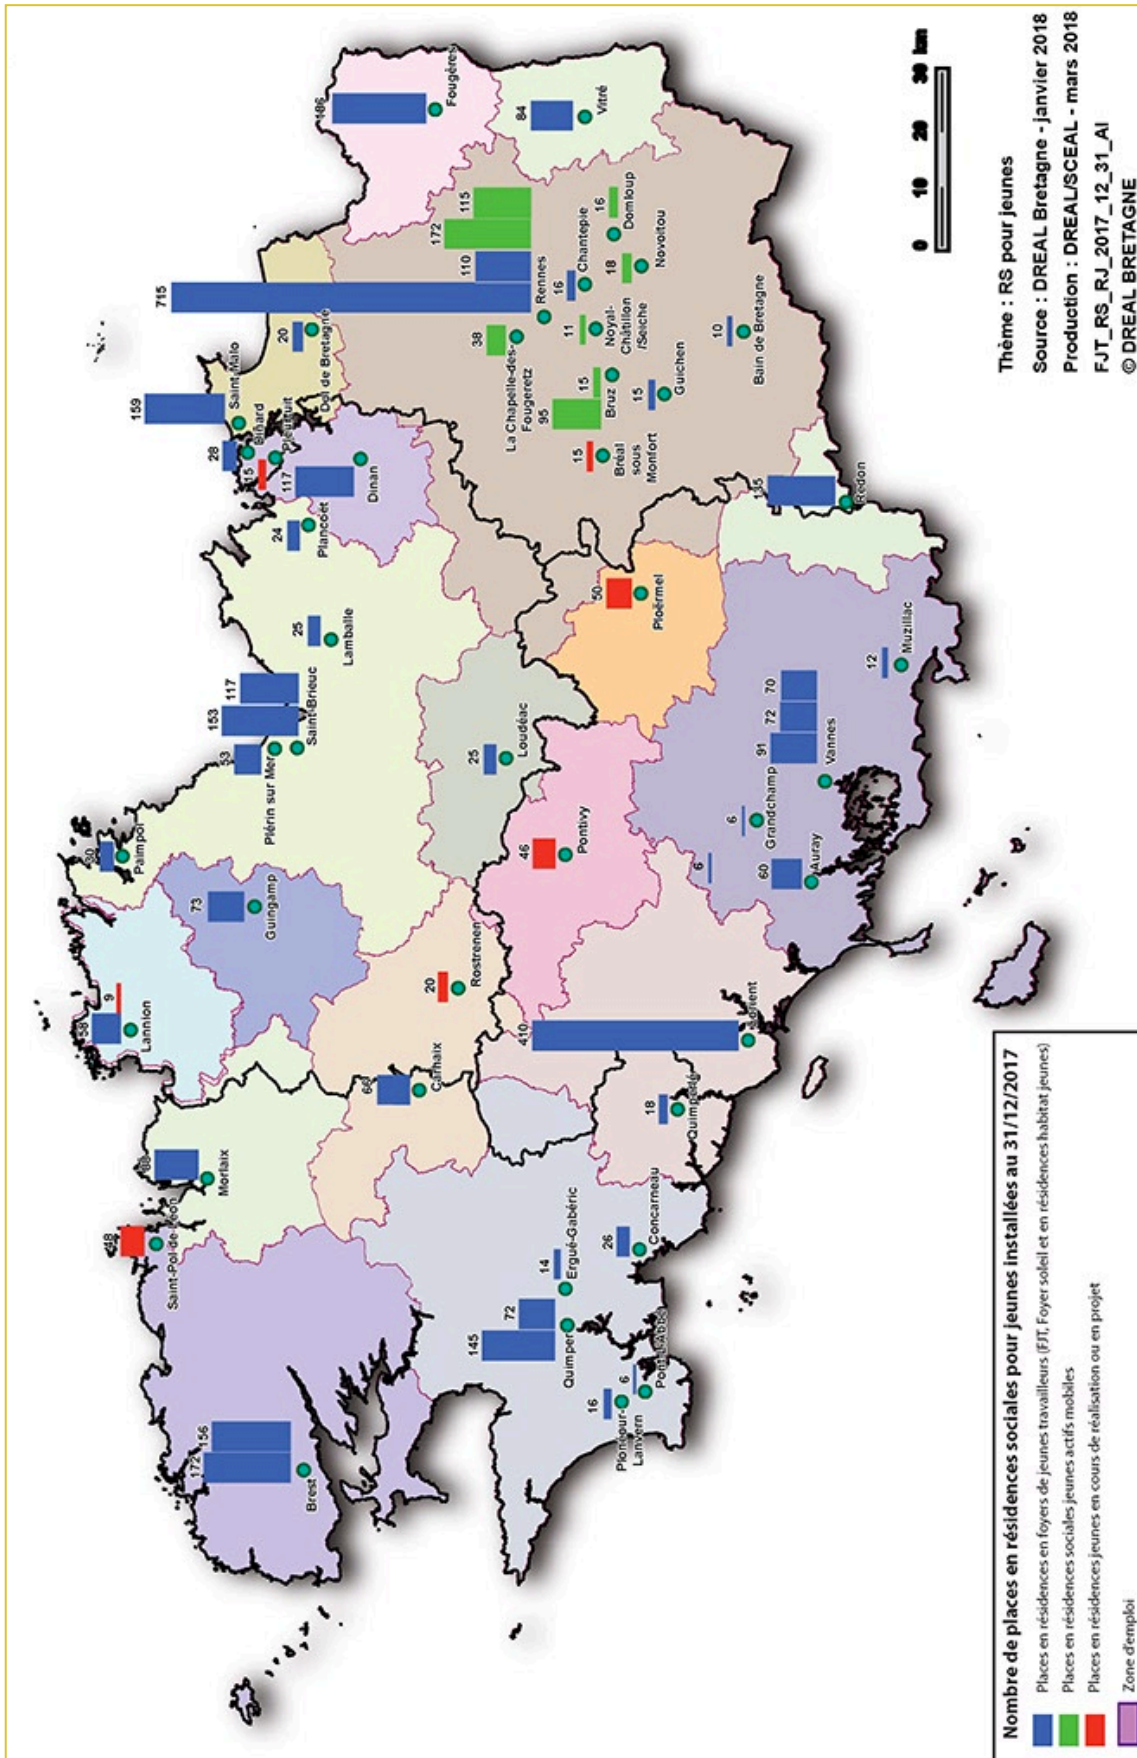 Fougères
186
Vitré
84
715
110
172
115
Rennes
38
La Chapelle-des-
Fougeretz
16
Chantepie
16
Domloup
18
Novoitou
11
Noyal-
Châtillon
/Seiche
95
15
Bruz
15
Guichen
15
Bréal
sous
Monfort
10
Bain de Bretagne
135
Redon
159
Saint-Malo
20
Dol de Bretagne
28
Dinard
15
Pleurtuit
117
Dinan
24
Plancoët
25
Lamballe
153
117
Saint-Brieuc
53
Plérin sur Mer
30
Paimpol
73
Guingamp
58
9
Lannion
25
Loudéac
50
Ploërmel
46
Pontivy
20
Rostrenen
66
Carhaix
Morlaix
48
Saint-Pol-de-Léon
172
156
Brest
145
72
Quimper
14
Ergué-Gabéric
26
Concarneau
16
Plonéour-
Lanvern
6
Pont-L'Abbé
18
Quimperlé
410
Lorient
6
60
Auray
6
Grandchamp
91
72
70
Vannes
12
Muzillac
0 10 20 30 km
Thème : RS pour jeunes
Source : DREAL Bretagne - janvier 2018
Production : DREAL/SCEAL - mars 2018
FJT_RS_RJ_2017_12_31_AI
© DREAL BRETAGNE
Nombre de places en résidences sociales pour jeunes installées au 31/12/2017
Places en résidences en foyers de jeunes travailleurs (FJT, Foyer soleil et en résidences habitat jeunes)
Places en résidences sociales jeunes actifs mobiles
Places en résidences jeunes en cours de réalisation ou en projet
Zone d'emploi